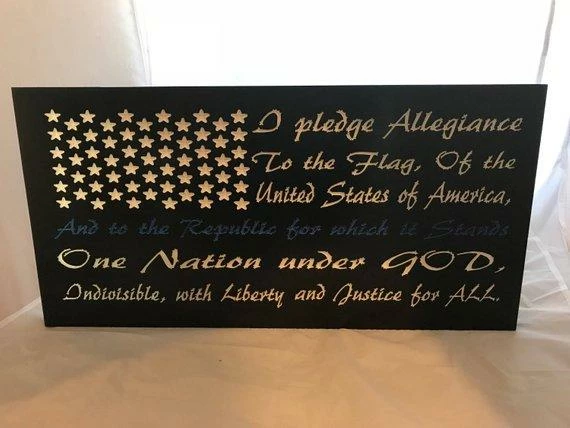 I pledge Allegiance
To the Flag, Of the
United States of America,
And to the Republic for which it Stands
One Nation under GOD,
Indivisible, with Liberty and Justice for ALL.